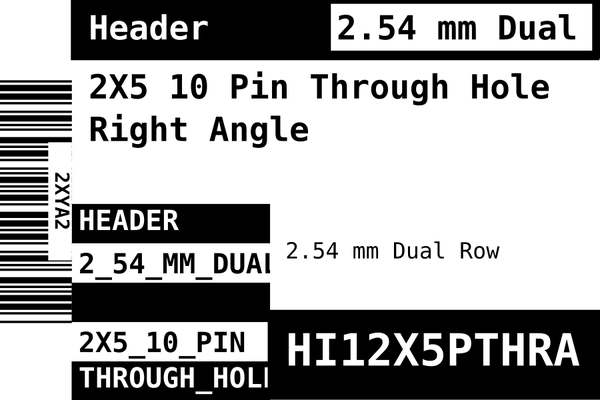 Header
2.54 mm Dual
2X5 10 Pin Through Hole
Right Angle
2XYA2
HEADER
2_54_MM_DUAL
2.54 mm Dual Row
2X5_10_PIN
THROUGH_HOL
HI12X5PTHRA